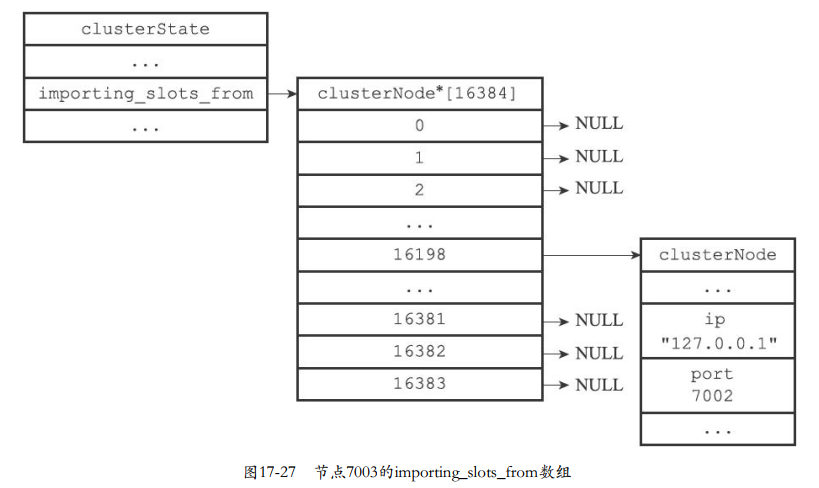 clusterState
...
importing_slots_from
...
clusterNode*[16384]
0
NULL
1
NULL
2
NULL
...
16198
...
16381
NULL
16382
NULL
16383
NULL
clusterNode
...
ip
"127.0.0.1"
port
7002
...
图17-27 节点7003的importing_slots_from数组